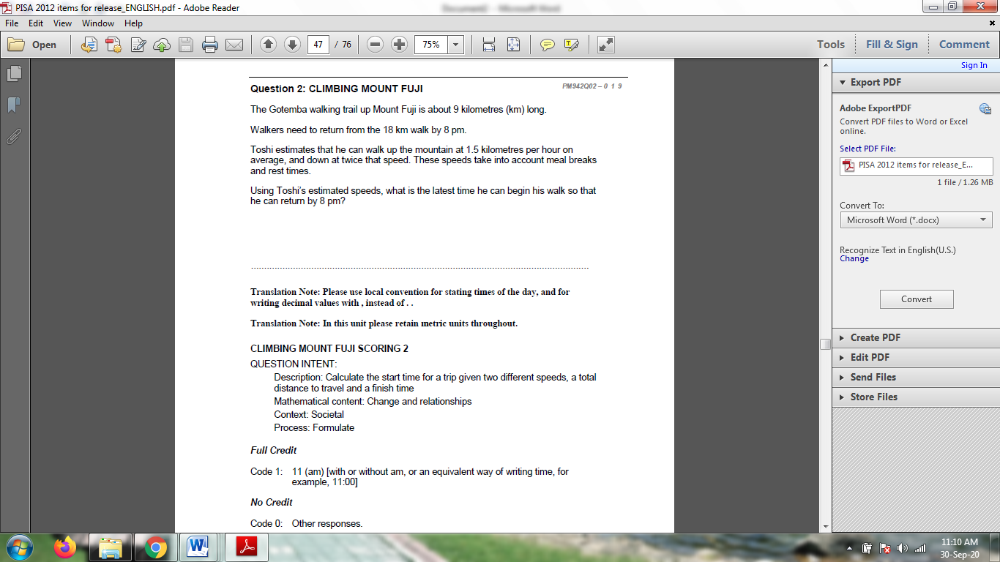 PISA 2012 items for release_ENGLISH.pdf - Adobe Reader
Document2 - Microsoft Word
File Edit View Window Help
Open 47 / 76 75% Tools Fill & Sign Comment
Sign In
Export PDF
Adobe ExportPDF
Convert PDF files to Word or Excel
online.
Select PDF File:
PISA 2012 items for release_E...
1 file / 1.26 MB
Convert To:
Microsoft Word (*.docx)
Recognize Text in English(U.S.)
Change
Convert
Create PDF
Edit PDF
Send Files
Store Files
Question 2: CLIMBING MOUNT FUJI
PM942Q02 – 0 1 9
The Gotemba walking trail up Mount Fuji is about 9 kilometres (km) long.
Walkers need to return from the 18 km walk by 8 pm.
Toshi estimates that he can walk up the mountain at 1.5 kilometres per hour on
average, and down at twice that speed. These speeds take into account meal breaks
and rest times.
Using Toshi's estimated speeds, what is the latest time he can begin his walk so that
he can return by 8 pm?
Translation Note: Please use local convention for stating times of the day, and for
writing decimal values with , instead of . .
Translation Note: In this unit please retain metric units throughout.
CLIMBING MOUNT FUJI SCORING 2
QUESTION INTENT:
Description: Calculate the start time for a trip given two different speeds, a total
distance to travel and a finish time
Mathematical content: Change and relationships
Context: Societal
Process: Formulate
Full Credit
Code 1: 11 (am) [with or without am, or an equivalent way of writing time, for
example, 11:00]
No Credit
Code 0: Other responses.
11:10 AM
30-Sep-20